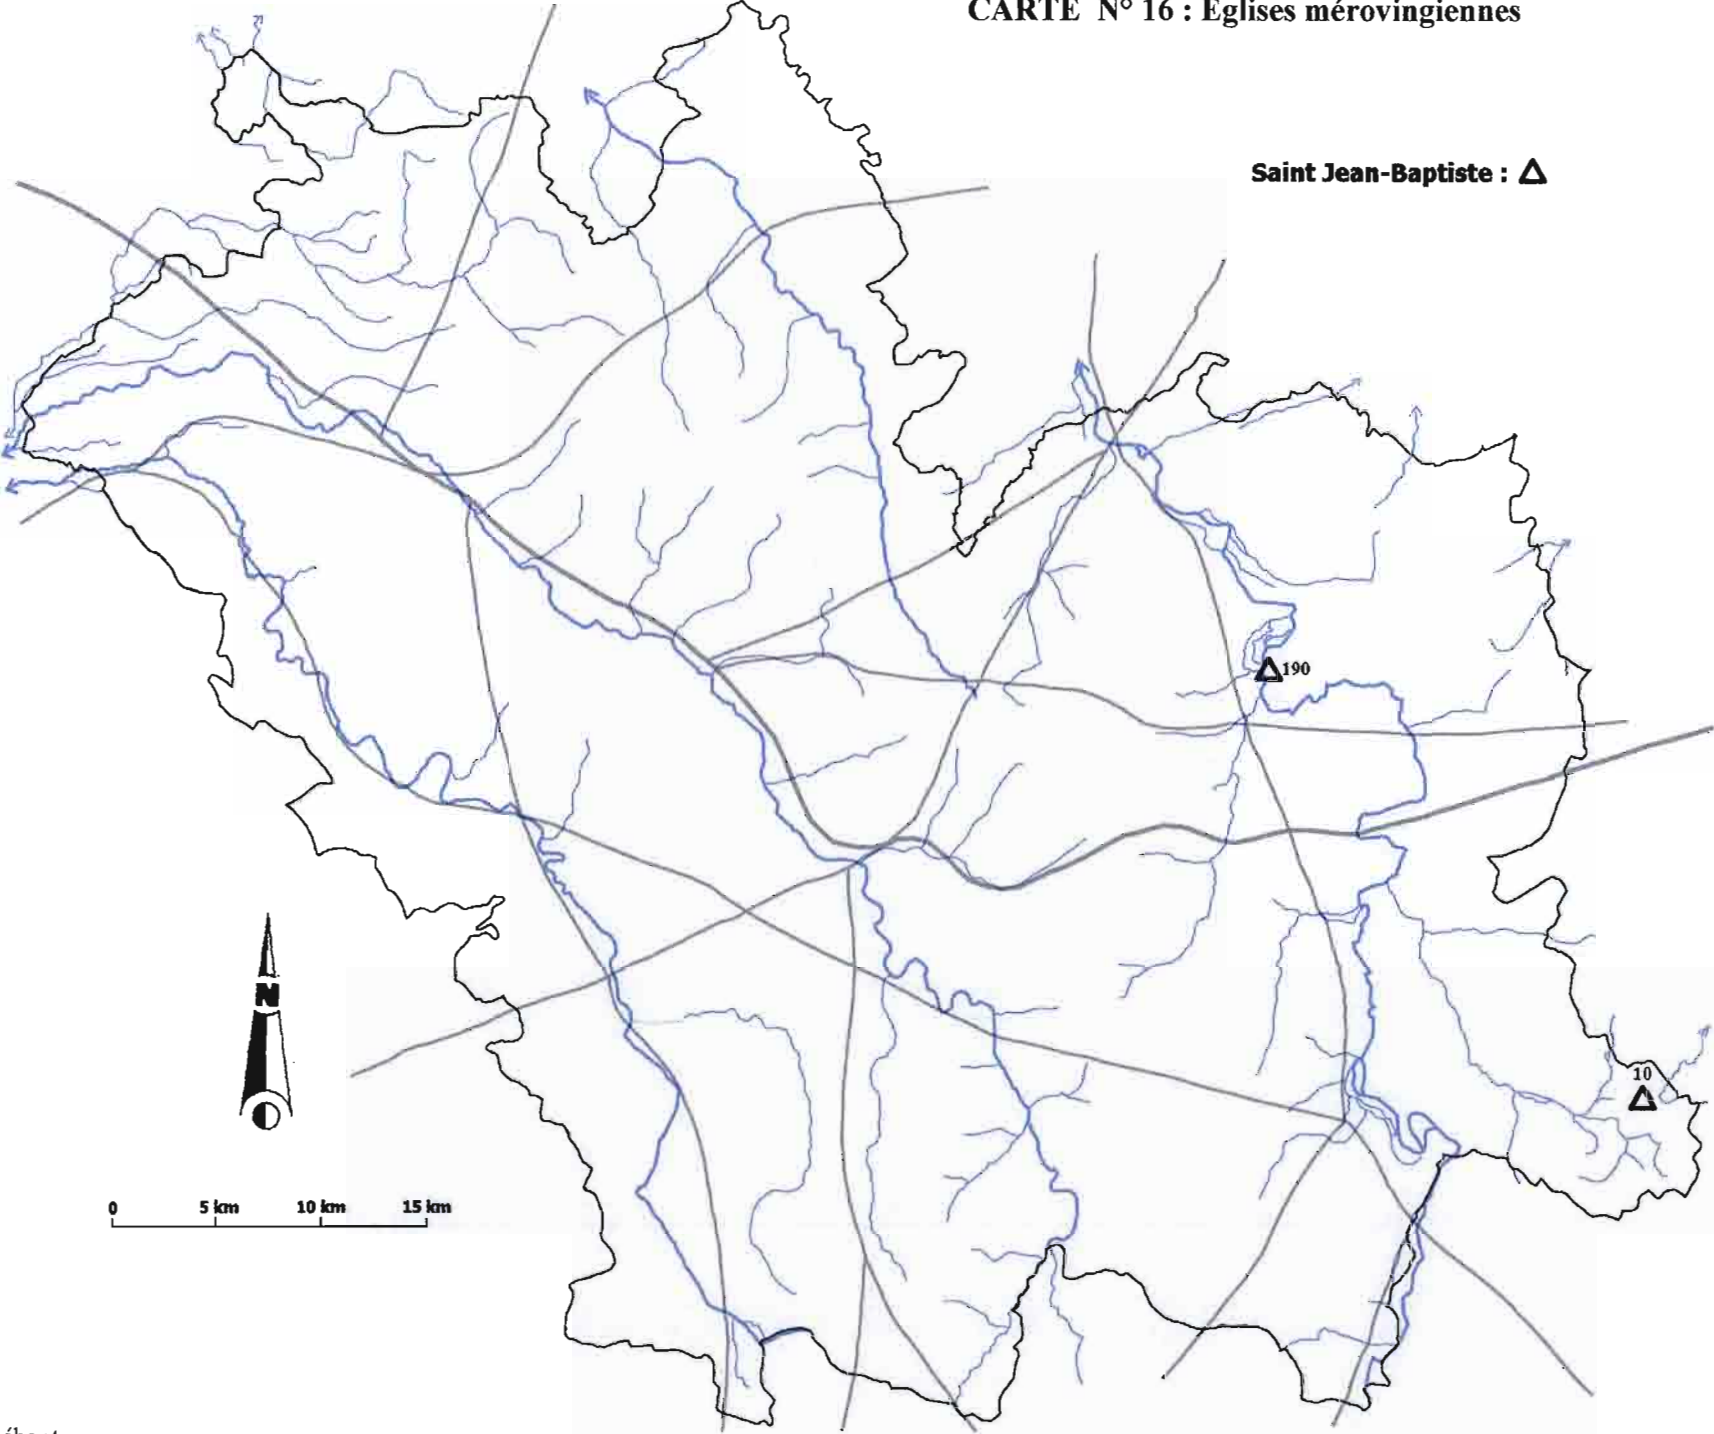 CARTE N° 16 : Eglises mérovingiennes
Saint Jean-Baptiste :
190
N
10
0 5 km 10 km 15 km